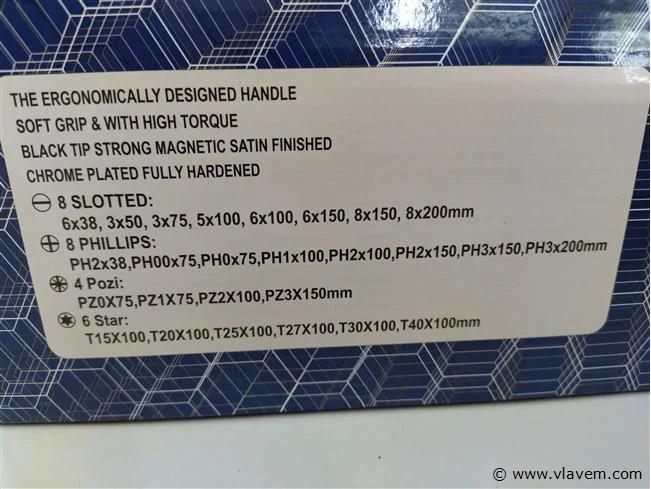 THE ERGONOMICALLY DESIGNED HANDLE
SOFT GRIP & WITH HIGH TORQUE
BLACK TIP STRONG MAGNETIC SATIN FINISHED
CHROME PLATED FULLY HARDENED
8 SLOTTED:
6x38, 3x50, 3x75, 5x100, 6x100, 6x150, 8x150, 8x200mm
8 PHILLIPS:
PH2x38,PH00x75,PH0x75,PH1x100,PH2x100,PH2x150,PH3x150,PH3x200mm
4 Pozi:
PZ0X75,PZ1X75,PZ2X100,PZ3X150mm
6 Star:
T15X100,T20X100,T25X100,T27X100,T30X100,T40X100mm
© www.vlavem.com